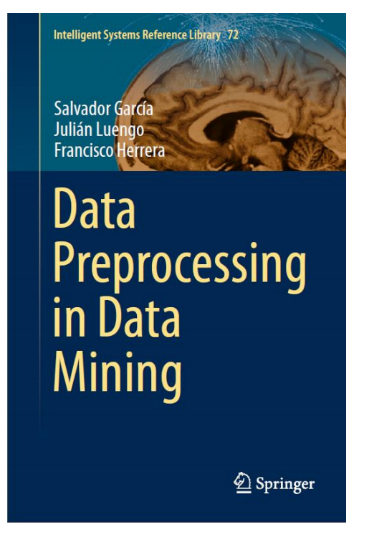 Intelligent Systems Reference Library 72
Salvador García
Julián Luengo
Francisco Herrera
Data
Preprocessing
in Data
Mining
Springer